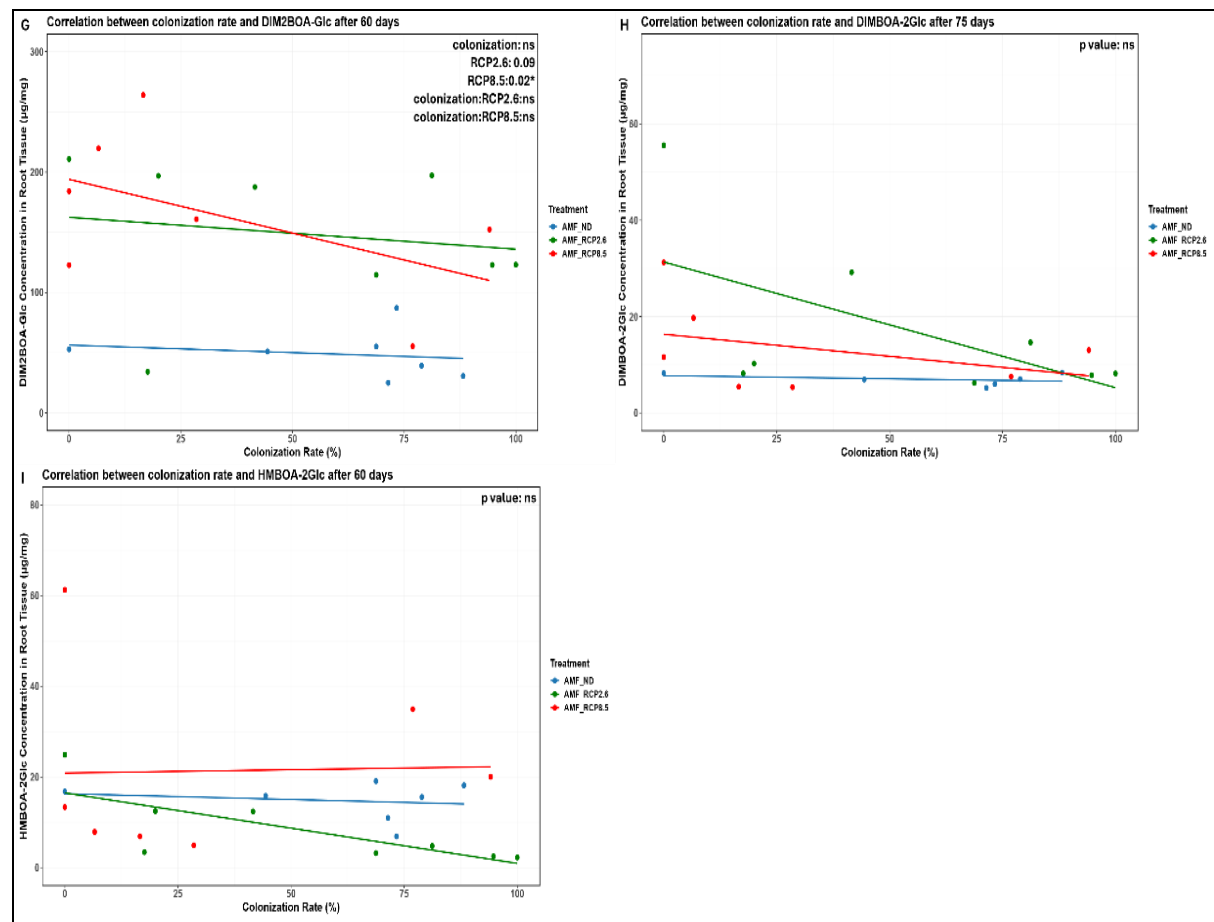 G Correlation between colonization rate and DIM2BOA-Glc after 60 days
colonization: ns
RCP2.6: 0.09
RCP8.5:0.02*
colonization:RCP2.6:ns
colonization:RCP8.5:ns
DIM2BOA-Glc Concentration in Root Tissue (µg/mg)
300
200
100
0
0 25 50 75 100
Colonization Rate (%)
Treatment
AMF_ND
AMF_RCP2.6
AMF_RCP8.5
H Correlation between colonization rate and DIMBOA-2Glc after 75 days
p value: ns
DIMBOA-2Glc Concentration in Root Tissue (µg/mg)
60
40
20
0
0 25 50 75 100
Colonization Rate (%)
Treatment
AMF_ND
AMF_RCP2.6
AMF_RCP8.5
I Correlation between colonization rate and HMBOA-2Glc after 60 days
p value: ns
HMBOA-2Glc Concentration in Root Tissue (µg/mg)
80
60
40
20
0
0 25 50 75 100
Colonization Rate (%)
Treatment
AMF_ND
AMF_RCP2.6
AMF_RCP8.5